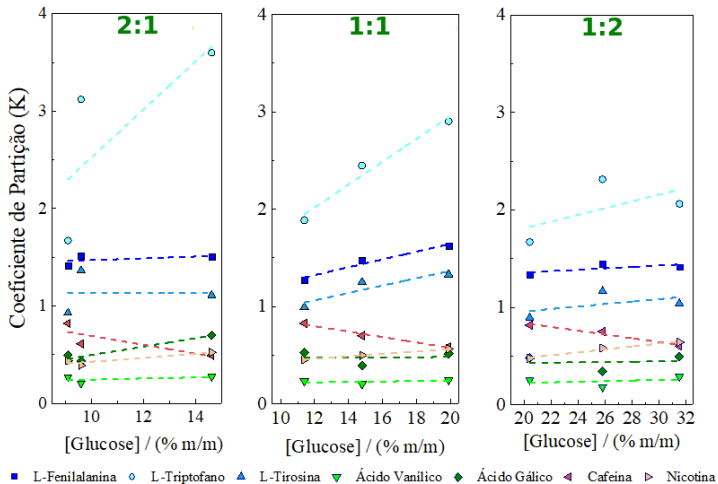 2:1
1:1
1:2
Coeficiente de Partição (K)
4
3
2
1
0
4
3
2
1
0
4
3
2
1
0
10 12 14
10 12 14 16 18 20
20 22 24 26 28 30 32
[Glucose] / (% m/m)
[Glucose] / (% m/m)
[Glucose] / (% m/m)
L-Fenilalanina L-Triptofano L-Tirosina Ácido Vanílico Ácido Gálico Cafeína Nicotina